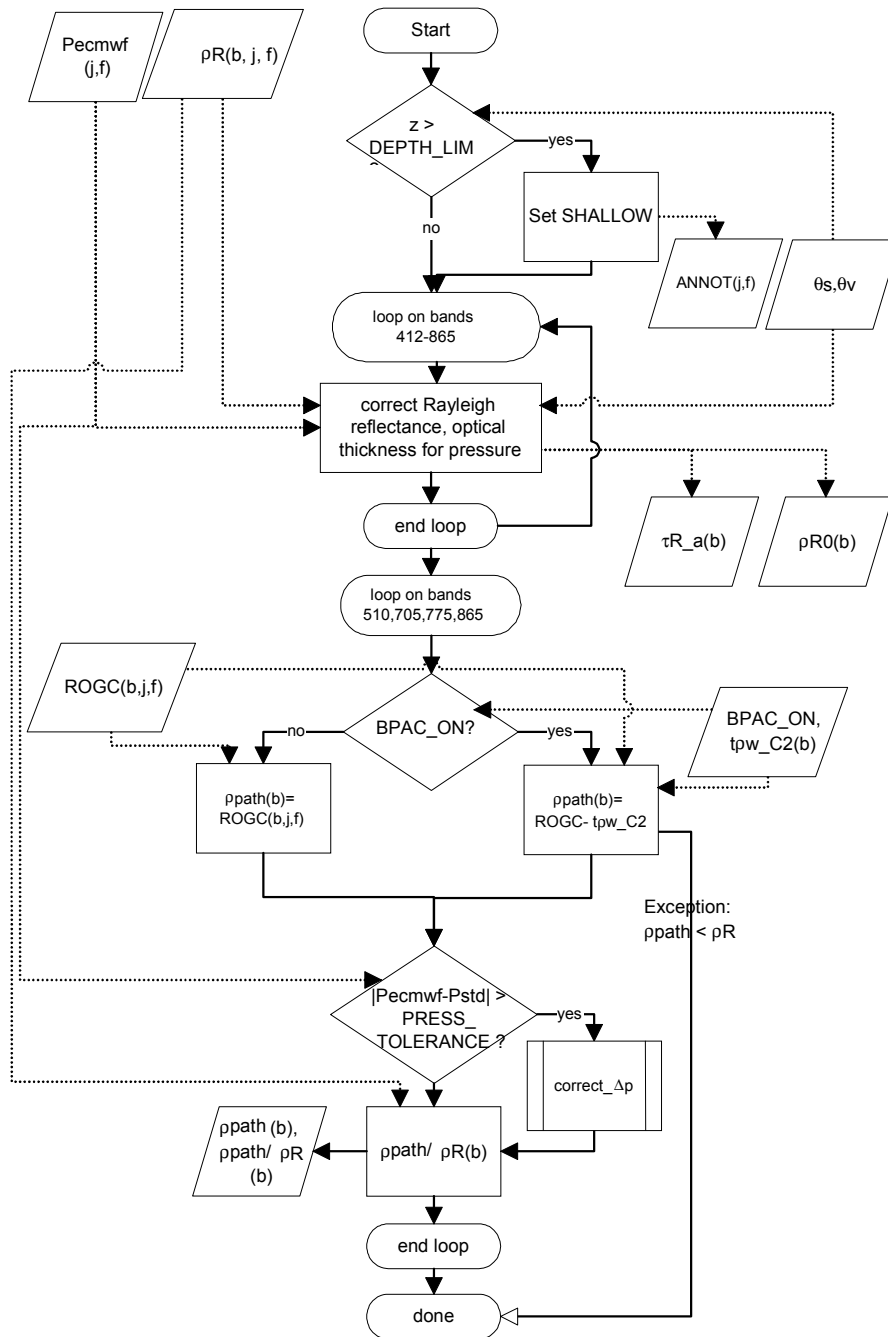 Start
Pecmwf
(j,f)
ρR(b, j, f)
z >
DEPTH_LIM
yes
no
Set SHALLOW
ANNOT(j,f)
θs,θv
loop on bands
412-865
correct Rayleigh
reflectance, optical
thickness for pressure
end loop
τR_a(b)
ρR0(b)
loop on bands
510,705,775,865
ROGC(b,j,f)
BPAC_ON?
no
yes
BPAC_ON,
tρw_C2(b)
ρpath(b)=
ROGC(b,j,f)
ρpath(b)=
ROGC- tρw_C2
Exception:
ρpath < ρR
|Pecmwf-Pstd| >
PRESS_
TOLERANCE ?
yes
correct_Δp
ρpath (b),
ρpath/ ρR
(b)
ρpath/ ρR(b)
end loop
done